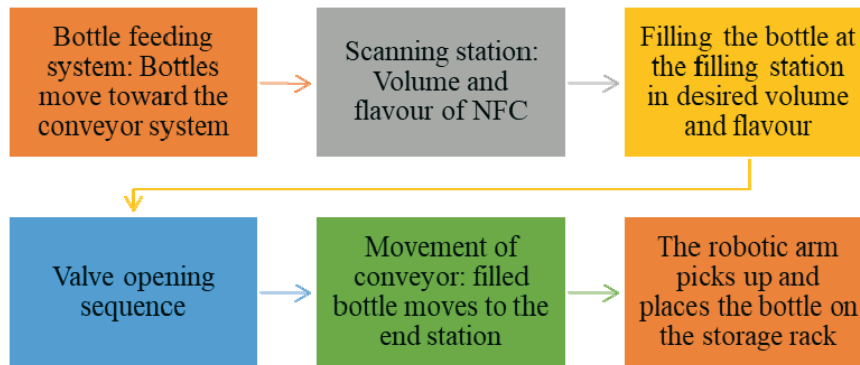 Bottle feeding
system: Bottles
move toward the
conveyor system
Scanning station:
Volume and
flavour of NFC
Filling the bottle at
the filling station
in desired volume
and flavour
Valve opening
sequence
Movement of
conveyor: filled
bottle moves to the
end station
The robotic arm
picks up and
places the bottle on
the storage rack